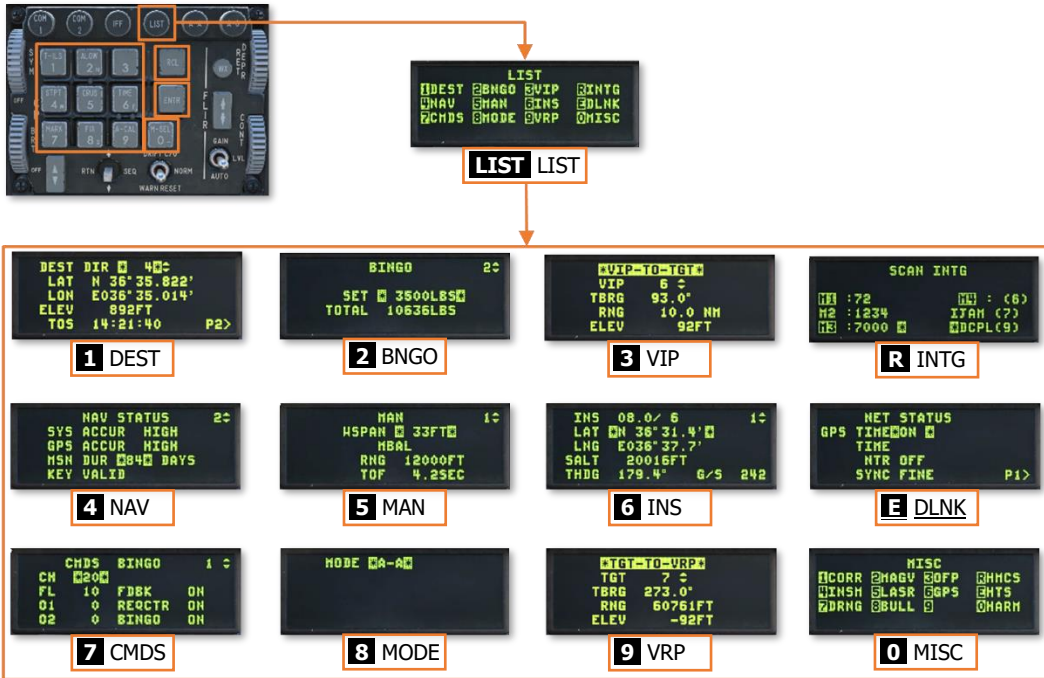 COM 1
COM 2
IFF
LIST
A-A
A-G
SYM
RET DEPR
T-ILS 1
ALOW 2 N
3
RCL
WX
STPT 4 W
CRUS 5
TIME 6 E
ENTR
FLIR
OFF
BRT
CONT
MARK 7
FIX 8 S
A-CAL 9
M-SEL 0
GAIN
LVL
AUTO
OFF
DRIFT C/O
RTN
SEQ
NORM
WARN RESET
LIST
1DEST 2BNGO 3VIP RINTG
4NAV 5MAN 6INS EDLNK
7CMDS 8MODE 9VRP 0MISC
LIST LIST
DEST DIR * 4*
LAT N 36°35.822'
LON E036°35.014'
ELEV 892FT
TOS 14:21:40 P2>
1 DEST
BINGO 2
SET * 3500LBS*
TOTAL 10636LBS
2 BNGO
*VIP-TO-TGT*
VIP 6
TBRG 93.0°
RNG 10.0 NM
ELEV 92FT
3 VIP
SCAN INTG
M1 :72 M4 : (6)
M2 :1234 IJAM (7)
M3 :7000 * *DCPL(9)
R INTG
NAV STATUS 2
SYS ACCUR HIGH
GPS ACCUR HIGH
MSN DUR *84* DAYS
KEY VALID
4 NAV
MAN 1
WSPAN * 33FT*
MBAL
RNG 12000FT
TOF 4.2SEC
5 MAN
INS 08.0/ 6 1
LAT *N 36°31.4'*
LNG E036°37.7'
SALT 20016FT
THDG 179.4° G/S 242
6 INS
NET STATUS
GPS TIME*ON *
TIME
NTR OFF
SYNC FINE P1>
E DLNK
CMDS BINGO 1
CH *20*
FL 10 FDBK ON
O1 0 REQCTR ON
O2 0 BINGO ON
7 CMDS
MODE *A-A*
8 MODE
*TGT-TO-VRP*
TGT 7
TBRG 273.0°
RNG 60761FT
ELEV -92FT
9 VRP
MISC
1CORR 2MAGV 3OFP RHMCS
4INSM 5LASR 6GPS EHTS
7DRNG 8BULL 9 0HARM
0 MISC